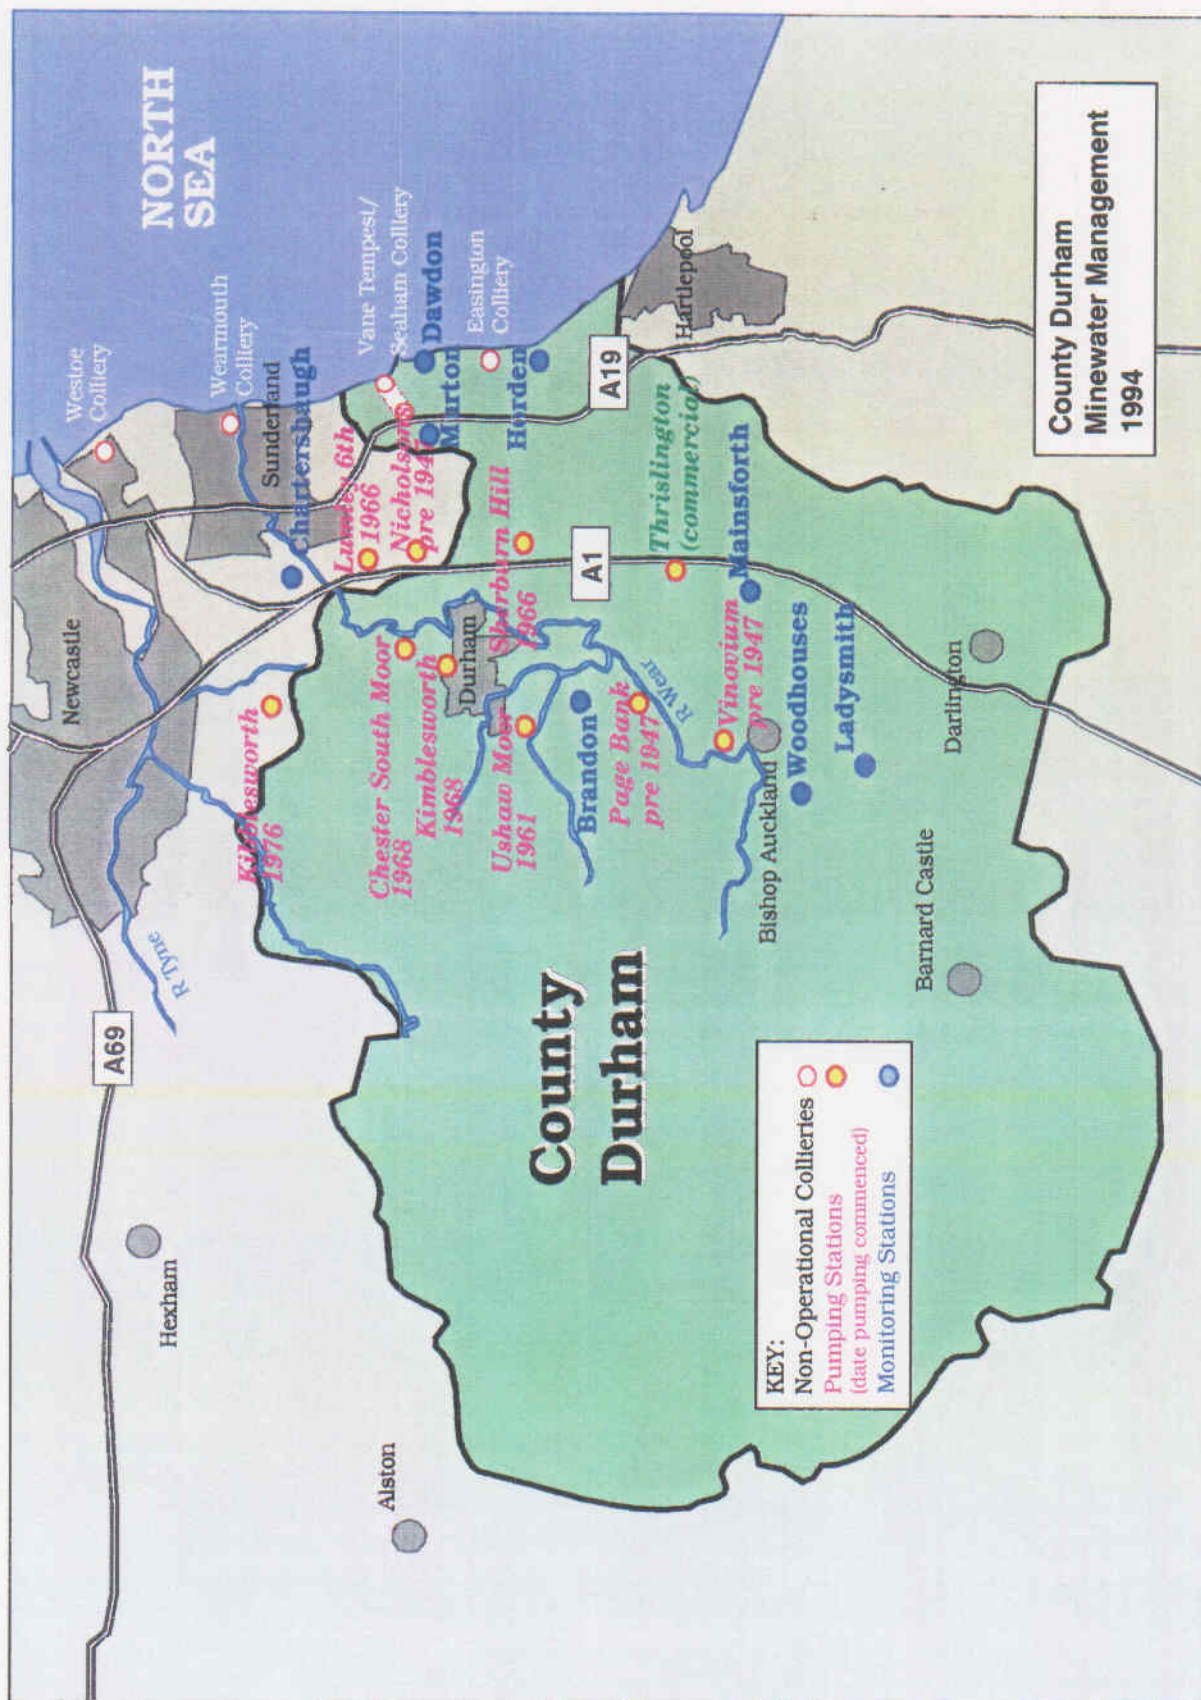 NORTH
SEA
Newcastle
Westoe
Colliery
Wearmouth
Colliery
Sunderland
Chartershaugh
Vane Tempest/
Seaham Colliery
Dawdon
Murton
Easington
Colliery
Horden
Hartlepool
A19
A1
A69
R Tyne
Hexham
Alston
Kibblesworth
1976
Lumley 6th
1966
Nicholsons
pre 1947
Chester South Moor
1968
Kimblesworth
1968
Durham
Sherburn Hill
1966
Ushaw Moor
1961
Brandon
Page Bank
pre 1947
R Wear
Thrislington
(commercial)
Mainsforth
Vinovium
pre 1947
Bishop Auckland
Woodhouses
Ladysmith
Darlington
Barnard Castle
County
Durham
KEY:
Non-Operational Collieries
Pumping Stations
(date pumping commenced)
Monitoring Stations
County Durham
Minewater Management
1994